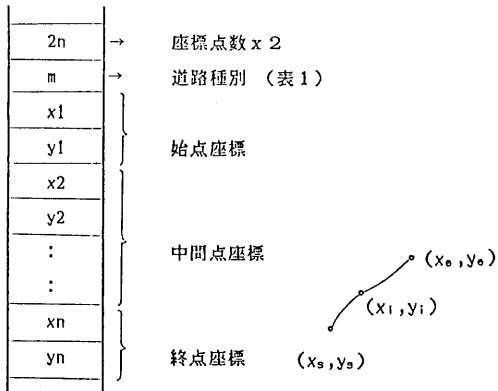 2n → 座標点数x2
m → 道路種別 (表1)
x1
y1
始点座標
x2
y2
:
中間点座標
:
xn
yn
終点座標
(xe,ye)
(xi,yi)
(xs,ys)